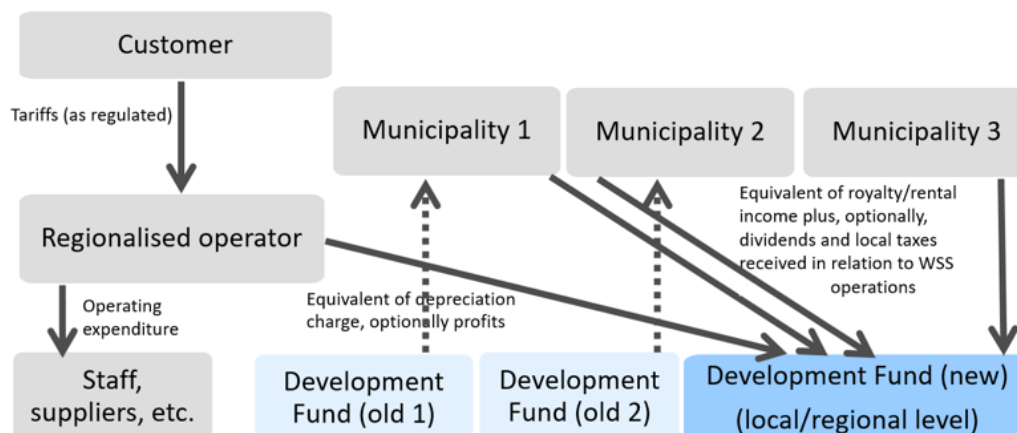 Customer
Tariffs (as regulated)
Municipality 1
Municipality 2
Municipality 3
Regionalised operator
Equivalent of royalty/rental
income plus, optionally,
dividends and local taxes
received in relation to WSS
operations
Operating
expenditure
Equivalent of depreciation
charge, optionally profits
Staff,
suppliers, etc.
Development
Fund (old 1)
Development
Fund (old 2)
Development Fund (new)
(local/regional level)